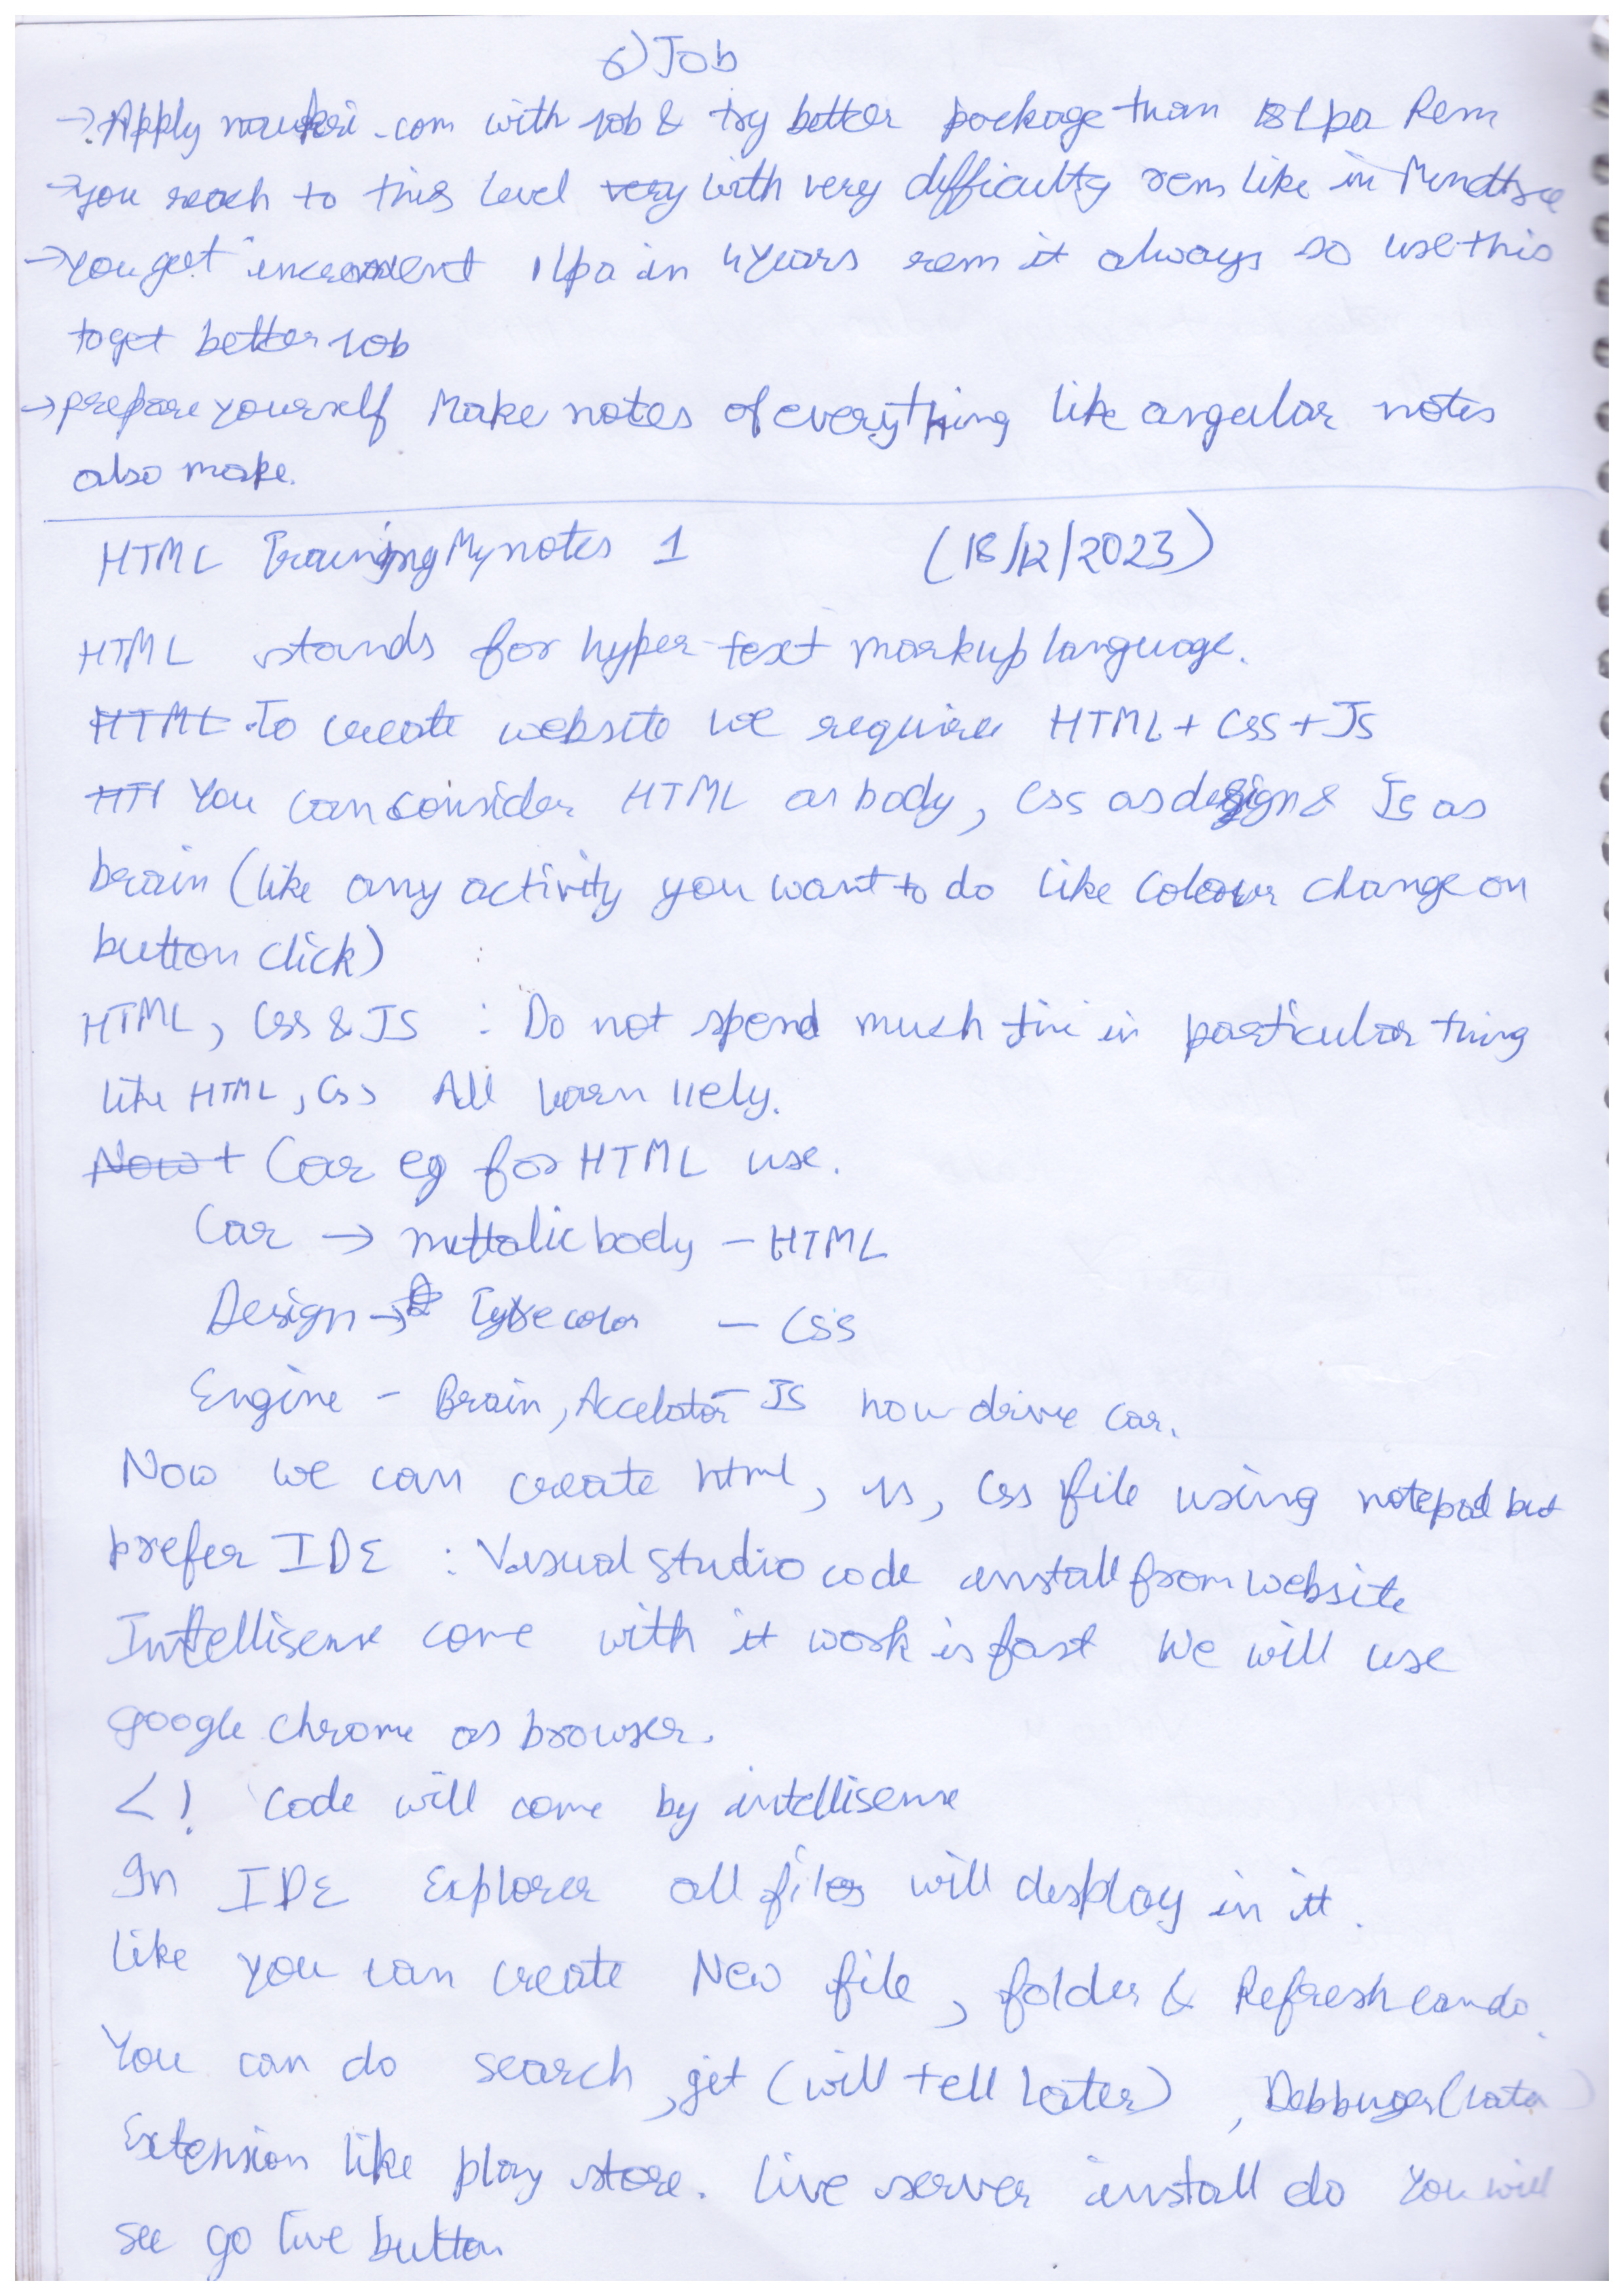 6) Job
→ Apply naukri.com with job & try better package than 8 Lpa Rem
→ you reach to this level very with very difficulty rem like in Mindtree
→ you get increment 1 lpa in 4 years rem it always so use this
to get better job
→ prepare yourself Make notes of everything like angular notes
also make.
HTML Training My notes 1 (18/12/2023)
HTML stands for hyper text markup language.
HTML. To create website we require HTML + CSS + JS
HTM You can consider HTML as body, CSS as design & JS as
brain (like any activity you want to do like Colour change on
button click)
HTML, CSS & JS : Do not spend much time in particular thing
like HTML, CSS All learn llely.
Now + Car eg for HTML use.
Car → mettalic body - HTML
Design → Tyre color - CSS
Engine - Brain, Accelator - JS how drive car.
Now we can create html, js, css file using notepad but
prefer IDE : Visual studio code install from website
Intellisense come with it work is fast We will use
google chrome as browser.
<! Code will come by intellisense
In IDE Explorer all files will display in it.
like you can create New file, folder & Refresh can do.
You can do search, git (will tell later), Debbuger (later)
Extension like play store. Live server install do You will
see go live button